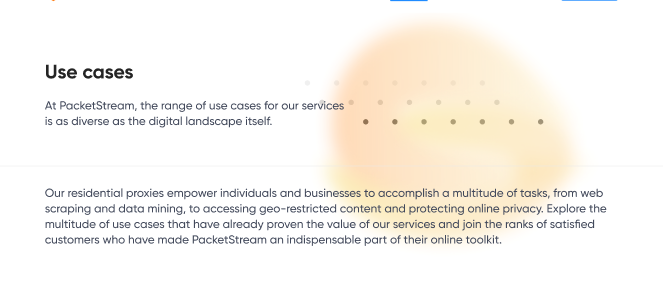 Use cases
At PacketStream, the range of use cases for our services
is as diverse as the digital landscape itself.
Our residential proxies empower individuals and businesses to accomplish a multitude of tasks, from web
scraping and data mining, to accessing geo-restricted content and protecting online privacy. Explore the
multitude of use cases that have already proven the value of our services and join the ranks of satisfied
customers who have made PacketStream an indispensable part of their online toolkit.